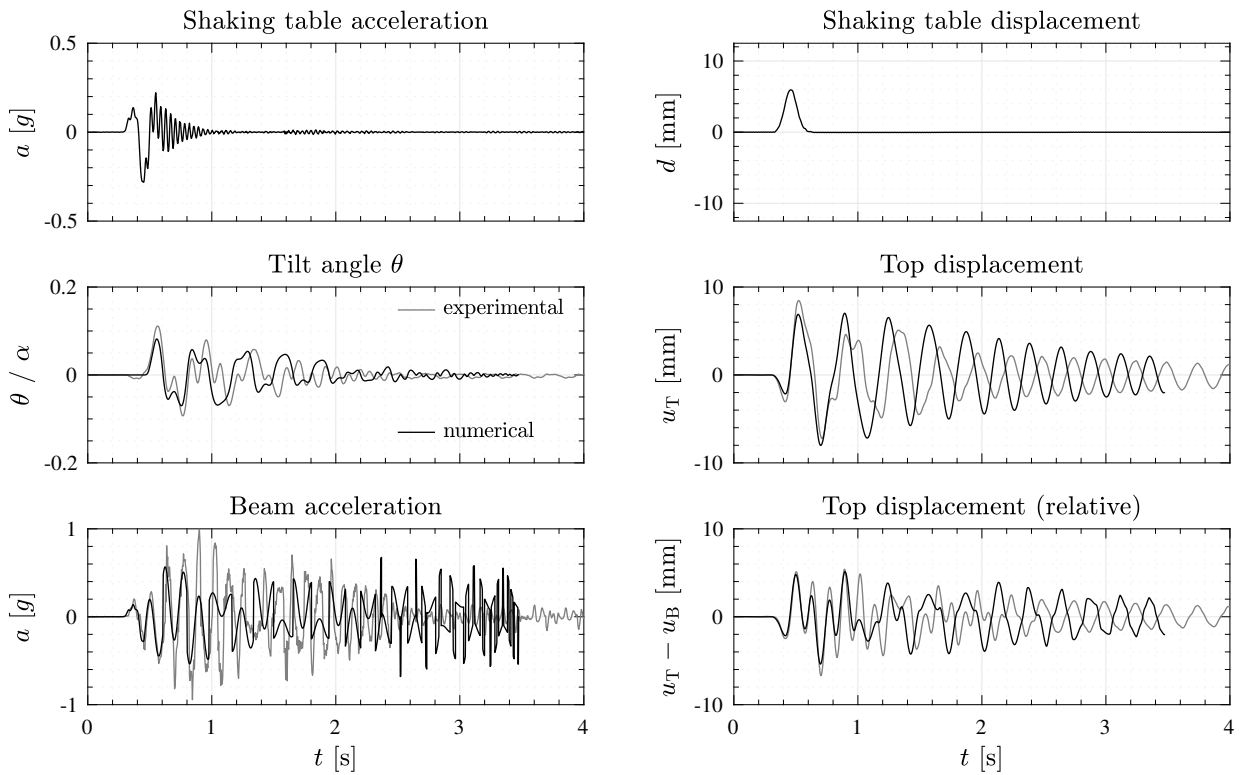 Shaking table acceleration
Shaking table displacement
0.5
0
-0.5
a [g]
10
0
-10
d [mm]
Tilt angle θ
Top displacement
0.2
0
-0.2
θ / α
experimental
numerical
10
0
-10
u_T [mm]
Beam acceleration
Top displacement (relative)
1
0
-1
a [g]
0 1 2 3 4
t [s]
10
0
-10
u_T − u_B [mm]
0 1 2 3 4
t [s]